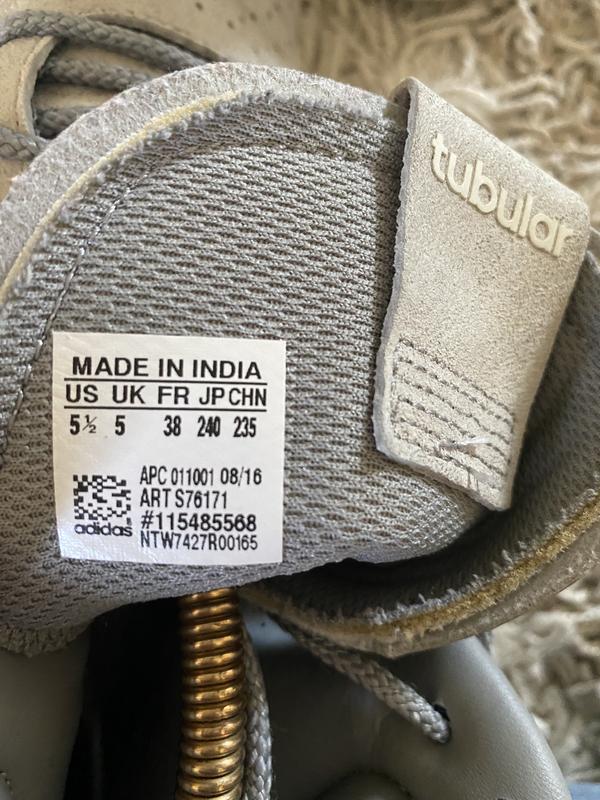 tubular
MADE IN INDIA
US UK FR JP CHN
5½ 5 38 240 235
APC 011001 08/16
ART S76171
#115485568
NTW7427R00165
adidas